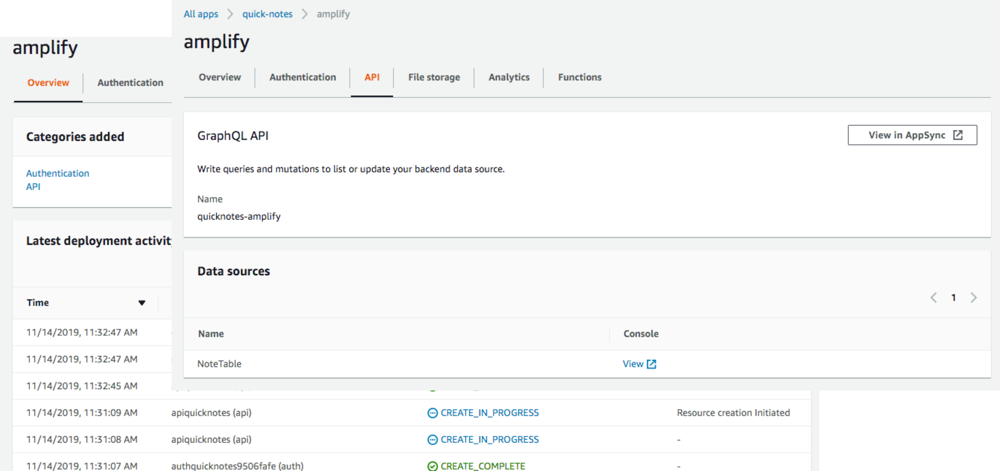 All apps > quick-notes > amplify
amplify
Overview Authentication API File storage Analytics Functions
GraphQL API
View in AppSync
Write queries and mutations to list or update your backend data source.
Name
quicknotes-amplify
Data sources
1
Name Console
NoteTable View
amplify
Overview Authentication
Categories added
Authentication
API
Latest deployment activity
Time
11/14/2019, 11:32:47 AM
11/14/2019, 11:32:47 AM
11/14/2019, 11:32:45 AM
11/14/2019, 11:31:09 AM apiquicknotes (api) CREATE_IN_PROGRESS Resource creation Initiated
11/14/2019, 11:31:08 AM apiquicknotes (api) CREATE_IN_PROGRESS -
11/14/2019, 11:31:07 AM authquicknotes9506fafe (auth) CREATE_COMPLETE -